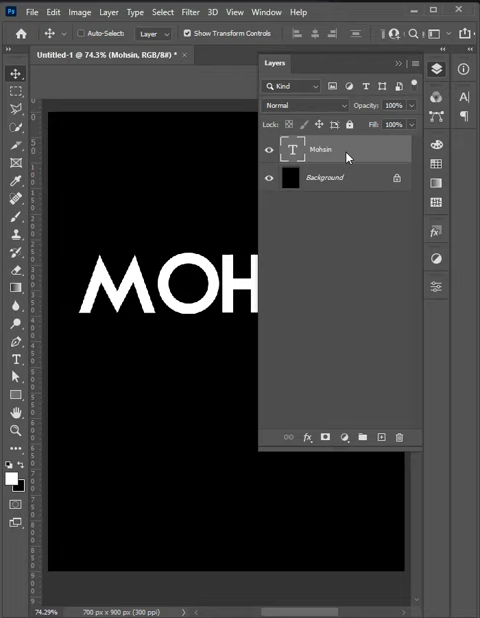 Ps File Edit Image Layer Type Select Filter 3D View Window Help
Auto-Select: Layer Show Transform Controls
Untitled-1 @ 74.3% (Mohsin, RGB/8#) *
Layers
Kind
Normal Opacity: 100%
Lock: Fill: 100%
T Mohsin
Background
MOH
fx
74.29% 700 px x 900 px (300 ppi)